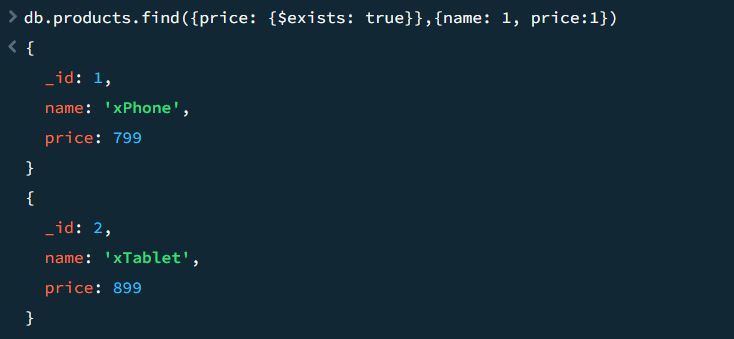 > db.products.find({price: {$exists: true}},{name: 1, price:1})
< {
_id: 1,
name: 'xPhone',
price: 799
}
{
_id: 2,
name: 'xTablet',
price: 899
}